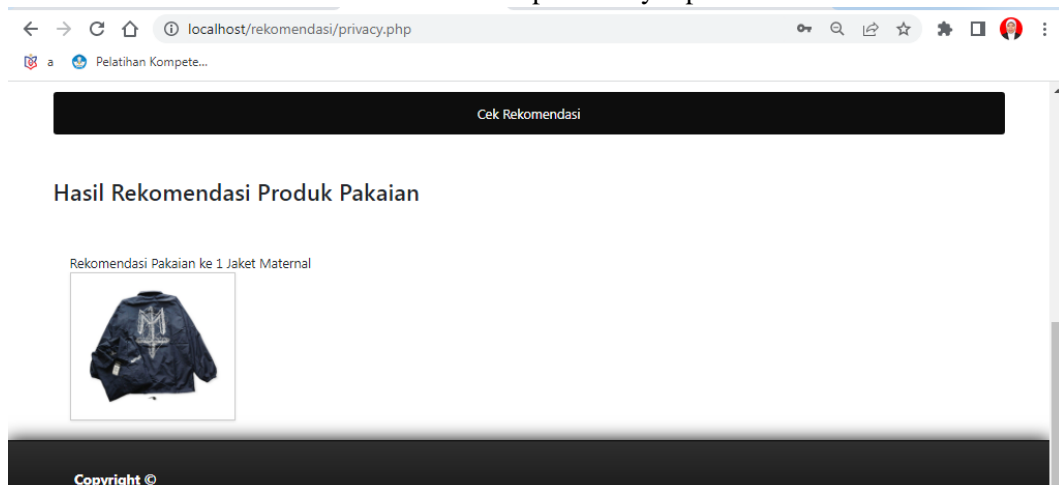 localhost/rekomendasi/privacy.php
a Pelatihan Kompete...
Cek Rekomendasi
Hasil Rekomendasi Produk Pakaian
Rekomendasi Pakaian ke 1 Jaket Maternal
Copyright ©